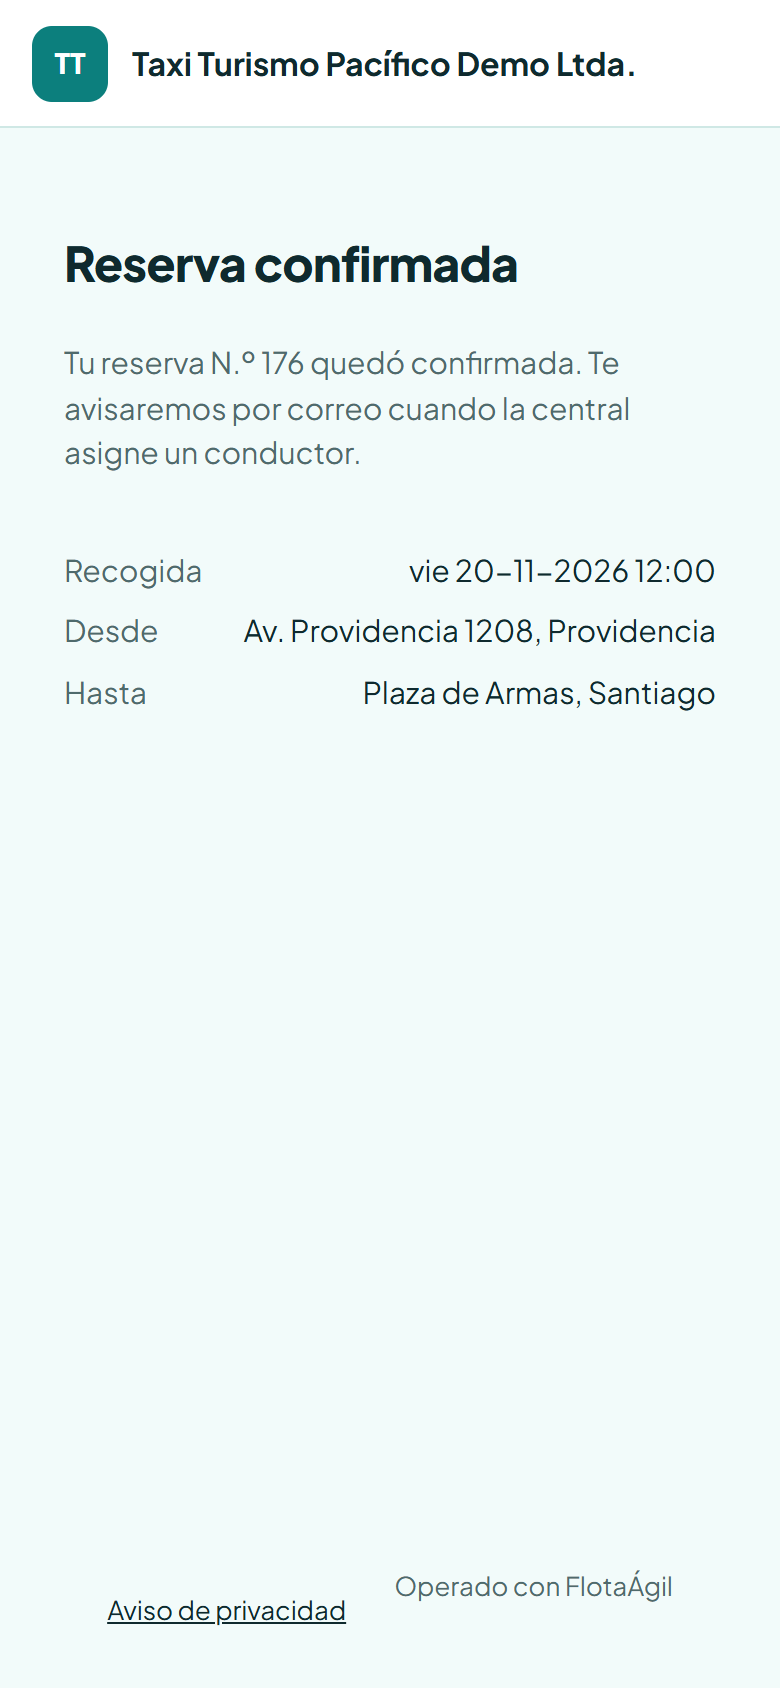 TT
Taxi Turismo Pacífico Demo Ltda.
Reserva confirmada
Tu reserva N.º 176 quedó confirmada. Te
avisaremos por correo cuando la central
asigne un conductor.
Recogida vie 20-11-2026 12:00
Desde Av. Providencia 1208, Providencia
Hasta Plaza de Armas, Santiago
Aviso de privacidad
Operado con FlotaÁgil